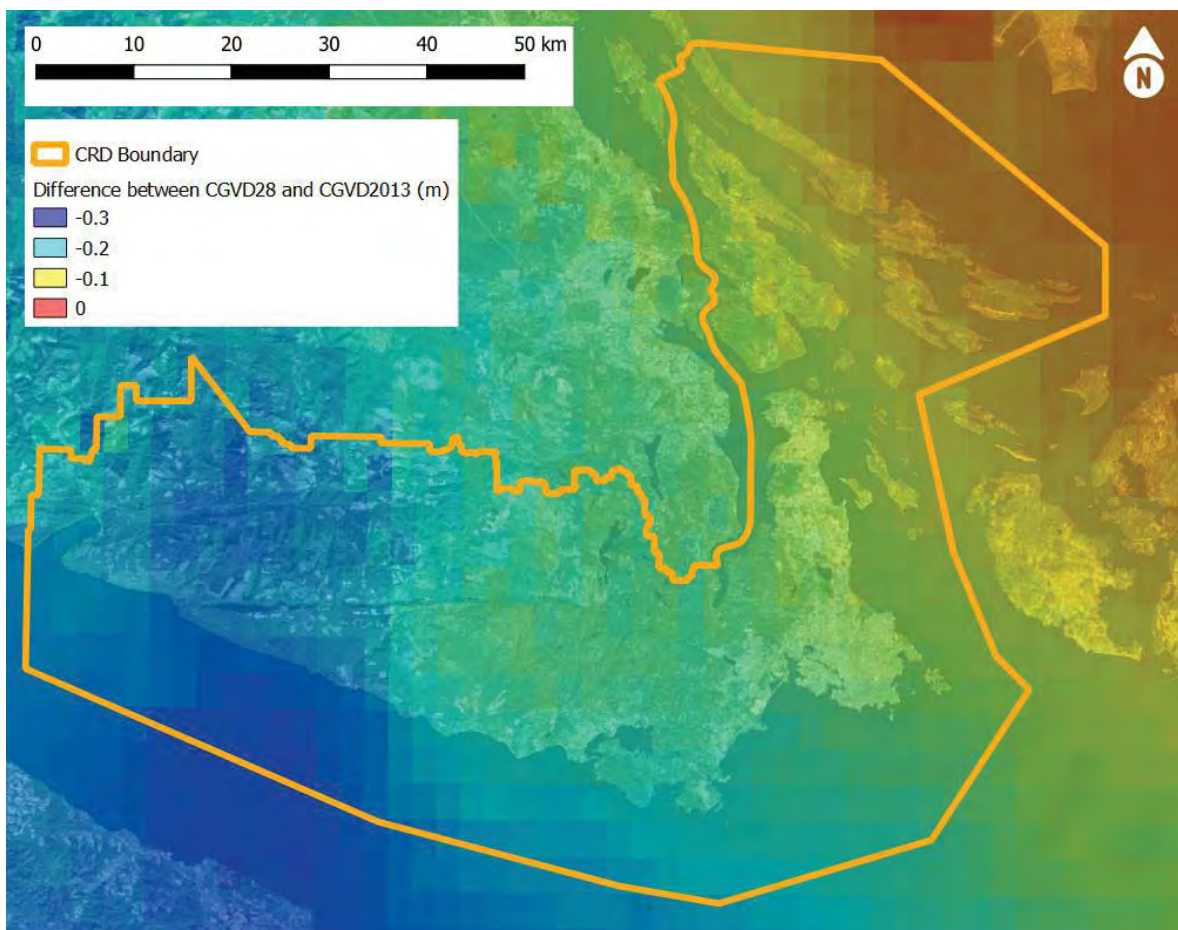 0 10 20 30 40 50 km
N
CRD Boundary
Difference between CGVD28 and CGVD2013 (m)
-0.3
-0.2
-0.1
0